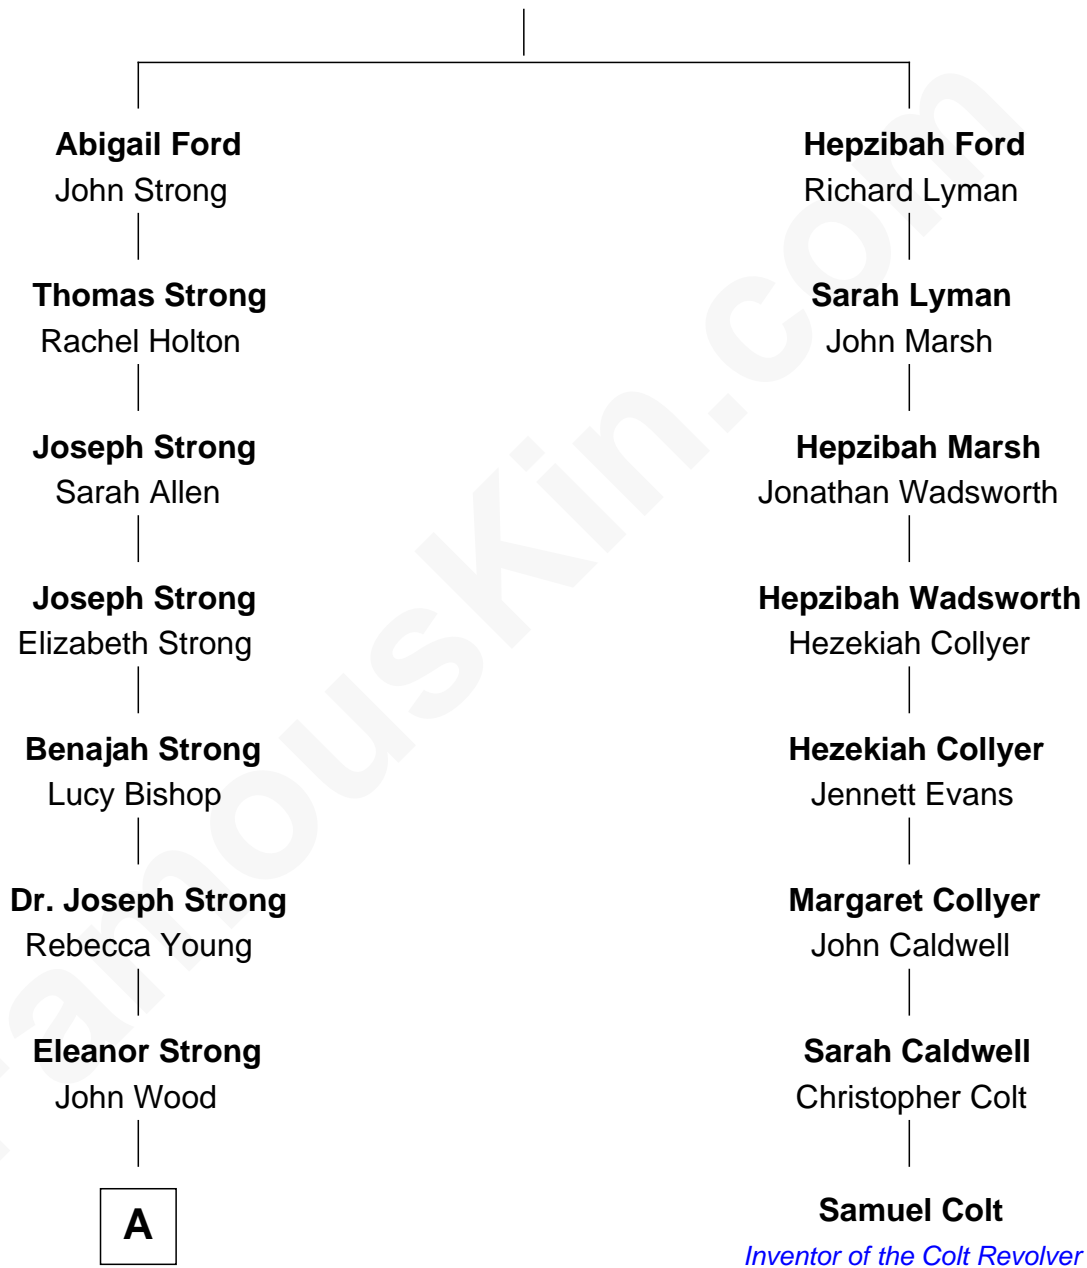 Abigail Ford
John Strong
Hepzibah Ford
Richard Lyman
Thomas Strong
Rachel Holton
Sarah Lyman
John Marsh
Joseph Strong
Sarah Allen
Hepzibah Marsh
Jonathan Wadsworth
Joseph Strong
Elizabeth Strong
Hepzibah Wadsworth
Hezekiah Collyer
Benajah Strong
Lucy Bishop
Hezekiah Collyer
Jennett Evans
Dr. Joseph Strong
Rebecca Young
Margaret Collyer
John Caldwell
Eleanor Strong
John Wood
Sarah Caldwell
Christopher Colt
A
Samuel Colt
Inventor of the Colt Revolver
FamousKin.com